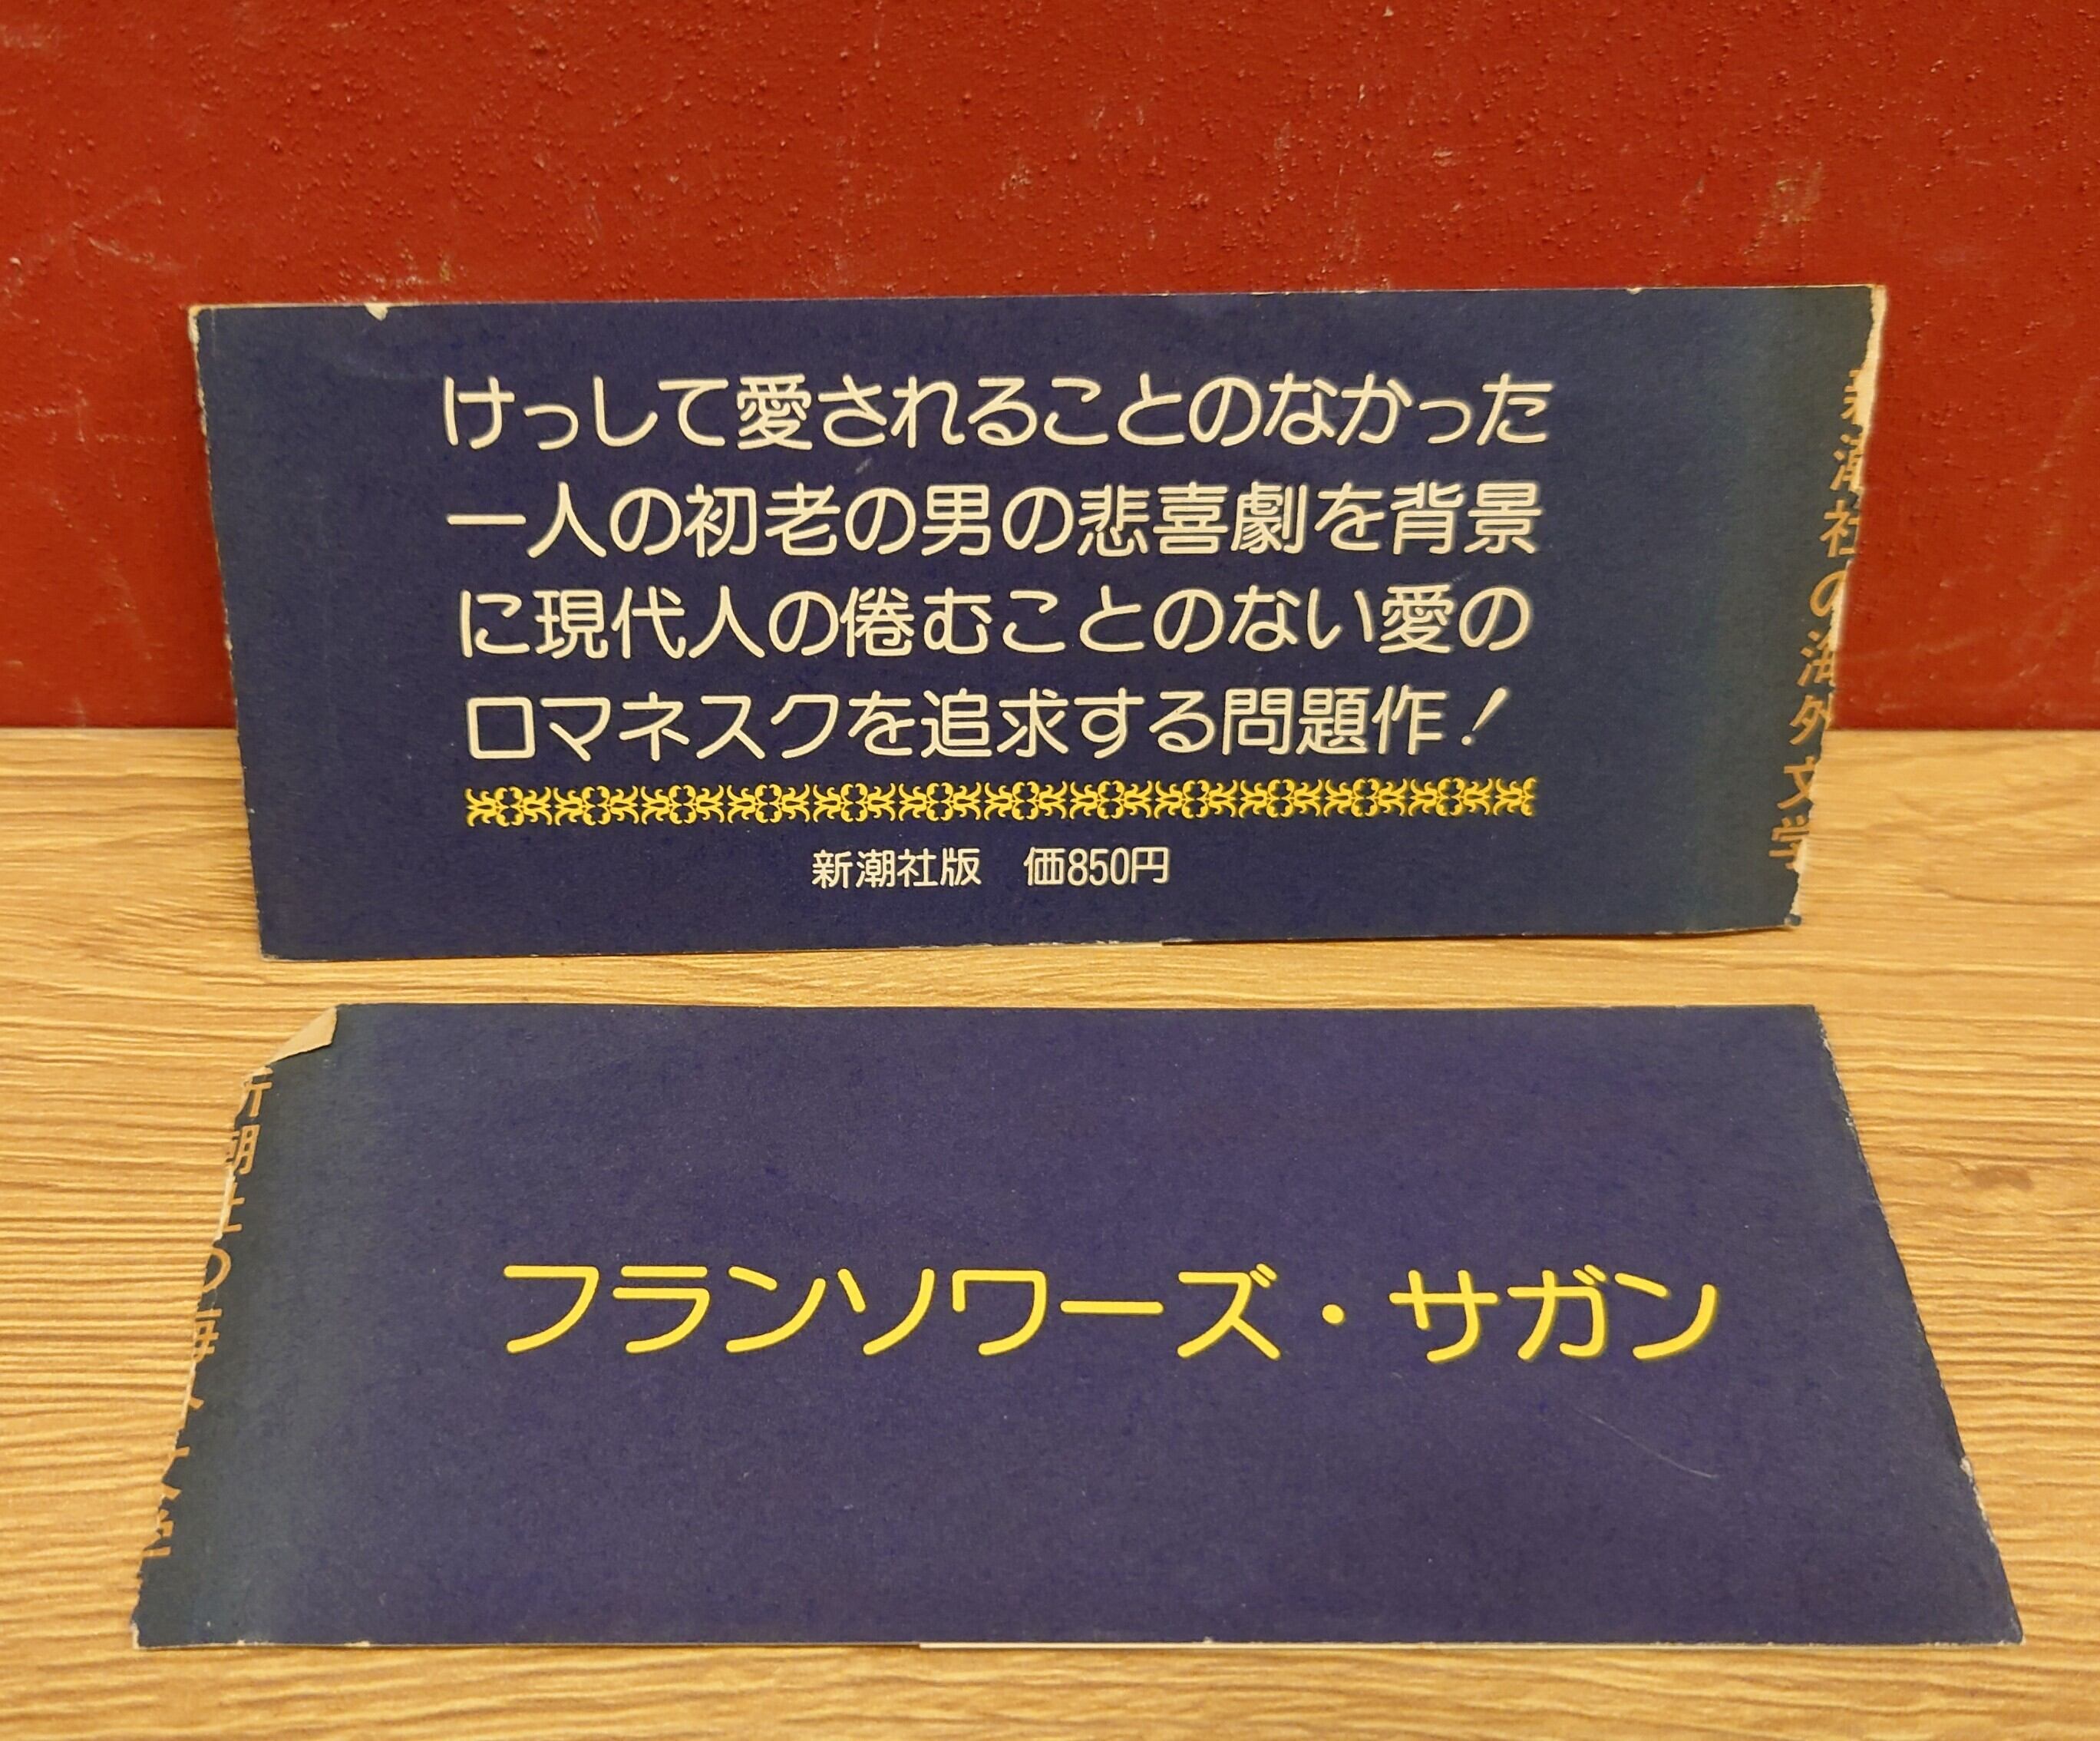 けっして愛されることのなかった
一人の初老の男の悲喜劇を背景
に現代人の倦むことのない愛の
ロマネスクを追求する問題作！
新潮社版　価850円
新潮社の海外文学
フランソワーズ・サガン